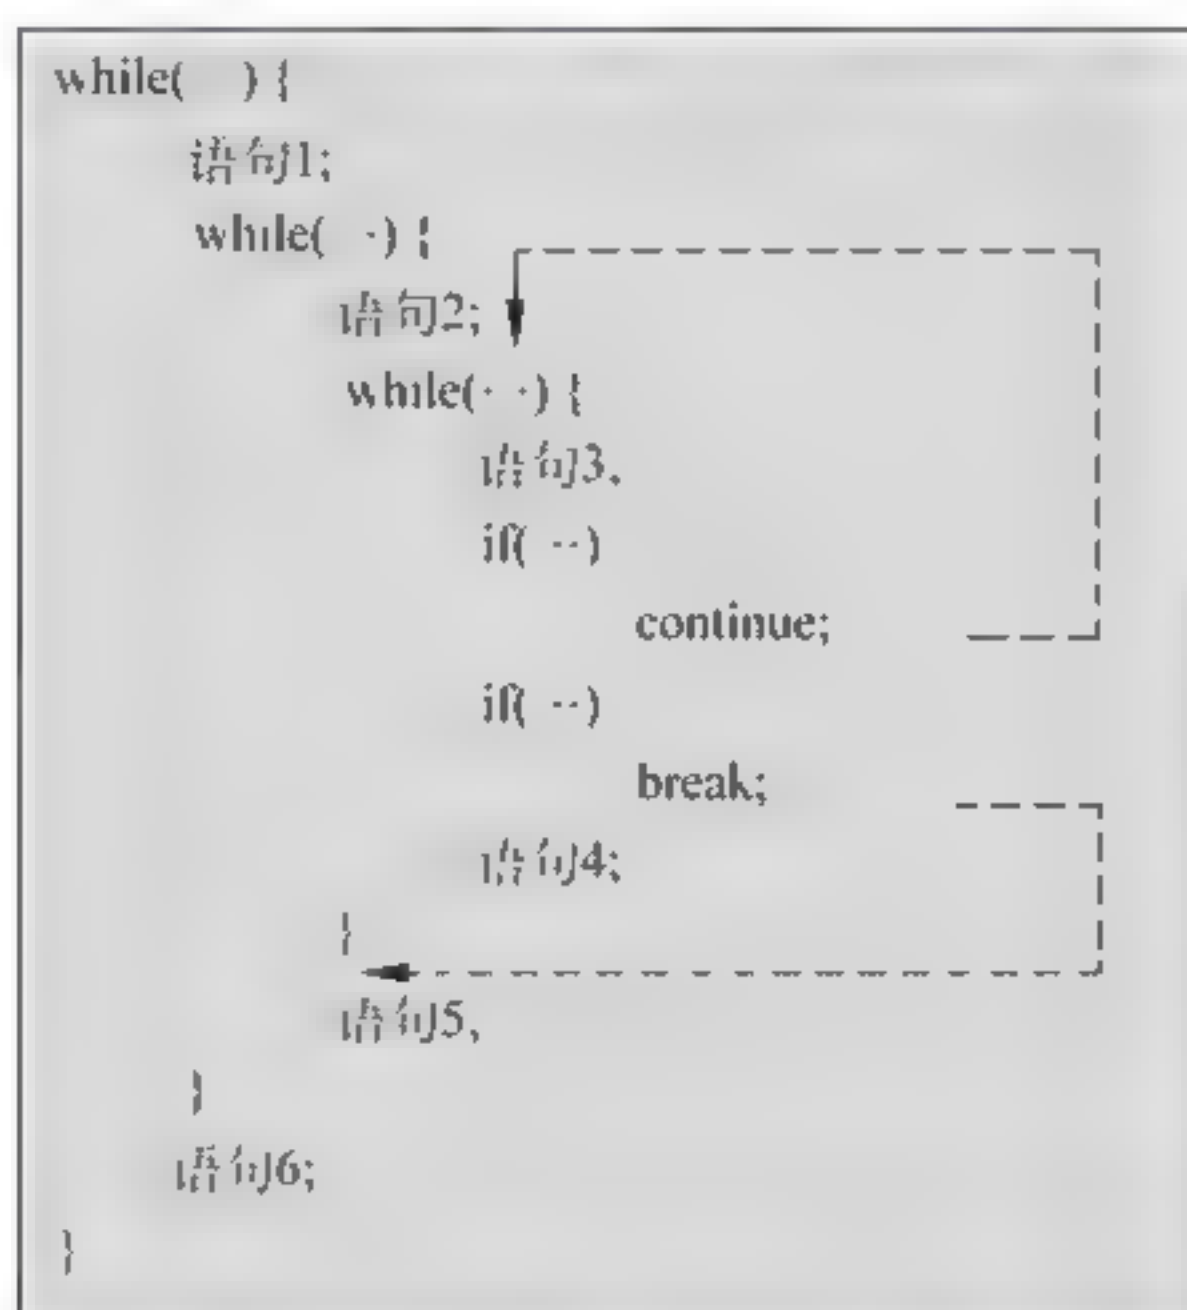 while(   ) {
语句1;
while(  ·) {
语句2;
while(· ·) {
语句3,
if( ··)
continue;
if( ··)
break;
语句4;
}
语句5,
}
语句6;
}